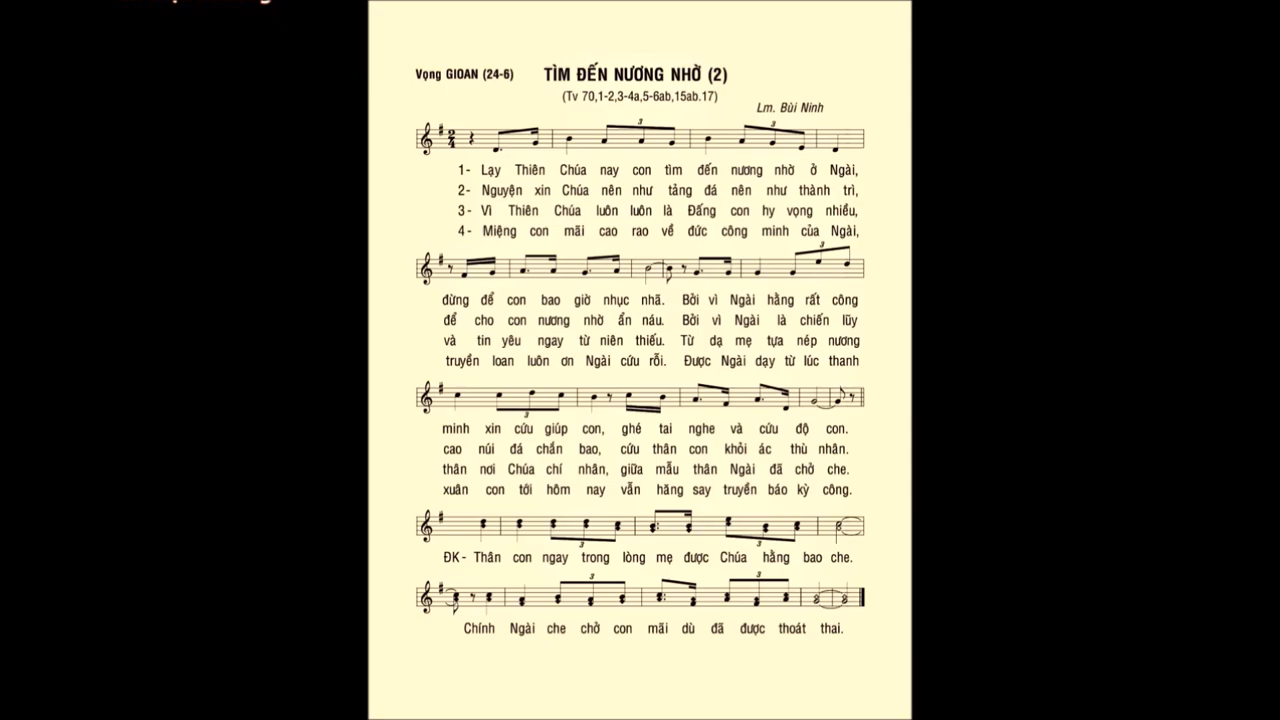 Vọng GIOAN (24-6) TÌM ĐẾN NƯƠNG NHỜ (2)
(Tv 70,1-2,3-4a,5-6ab,15ab.17)
Lm. Bùi Ninh
1- Lạy Thiên Chúa nay con tìm đến nương nhờ ở Ngài,
2- Nguyện xin Chúa nên như tảng đá nên như thành trì,
3- Vì Thiên Chúa luôn luôn là Đấng con hy vọng nhiều,
4- Miệng con mãi cao rao về đức công minh của Ngài,
đừng để con bao giờ nhục nhã. Bởi vì Ngài hằng rất công
để cho con nương nhờ ẩn náu. Bởi vì Ngài là chiến lũy
và tin yêu ngay từ niên thiếu. Từ dạ mẹ tựa nép nương
truyền loan luôn ơn Ngài cứu rỗi. Được Ngài dạy từ lúc thanh
minh xin cứu giúp con, ghé tai nghe và cứu độ con.
cao núi đá chắn bao, cứu thân con khỏi ác thù nhân.
thân nơi Chúa chí nhân, giữa mẫu thân Ngài đã chở che.
xuân con tới hôm nay vẫn hăng say truyền báo kỳ công.
ĐK- Thân con ngay trong lòng mẹ được Chúa hằng bao che.
Chính Ngài che chở con mãi dù đã được thoát thai.